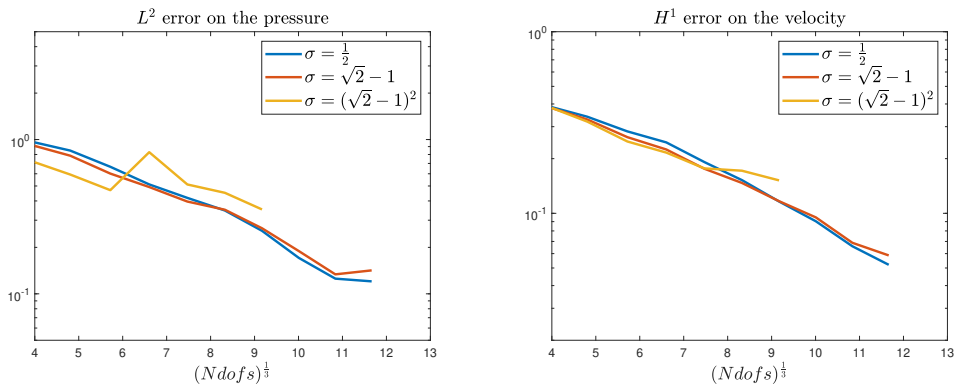 L² error on the pressure
σ = 1/2
σ = √2 − 1
σ = (√2 − 1)²
10⁰
10⁻¹
4 5 6 7 8 9 10 11 12 13
(Ndofs)^{1/3}
H¹ error on the velocity
σ = 1/2
σ = √2 − 1
σ = (√2 − 1)²
10⁰
10⁻¹
4 5 6 7 8 9 10 11 12 13
(Ndofs)^{1/3}